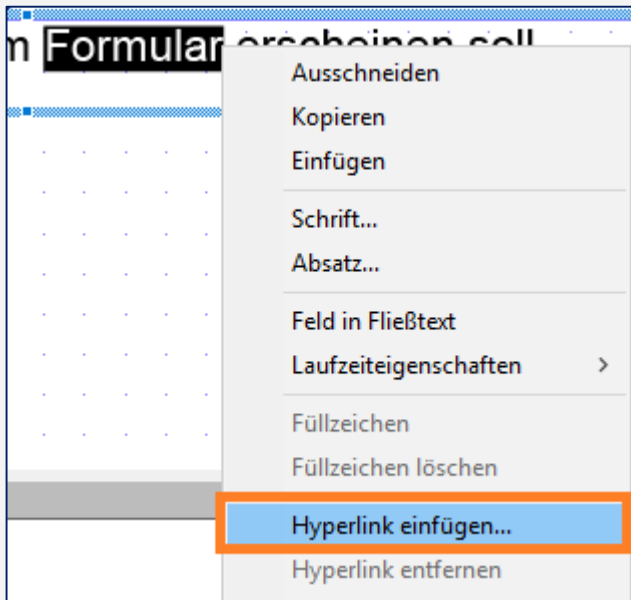 m Formular erscheinen soll
Ausschneiden
Kopieren
Einfügen
Schrift...
Absatz...
Feld in Fließtext
Laufzeiteigenschaften
Füllzeichen
Füllzeichen löschen
Hyperlink einfügen...
Hyperlink entfernen